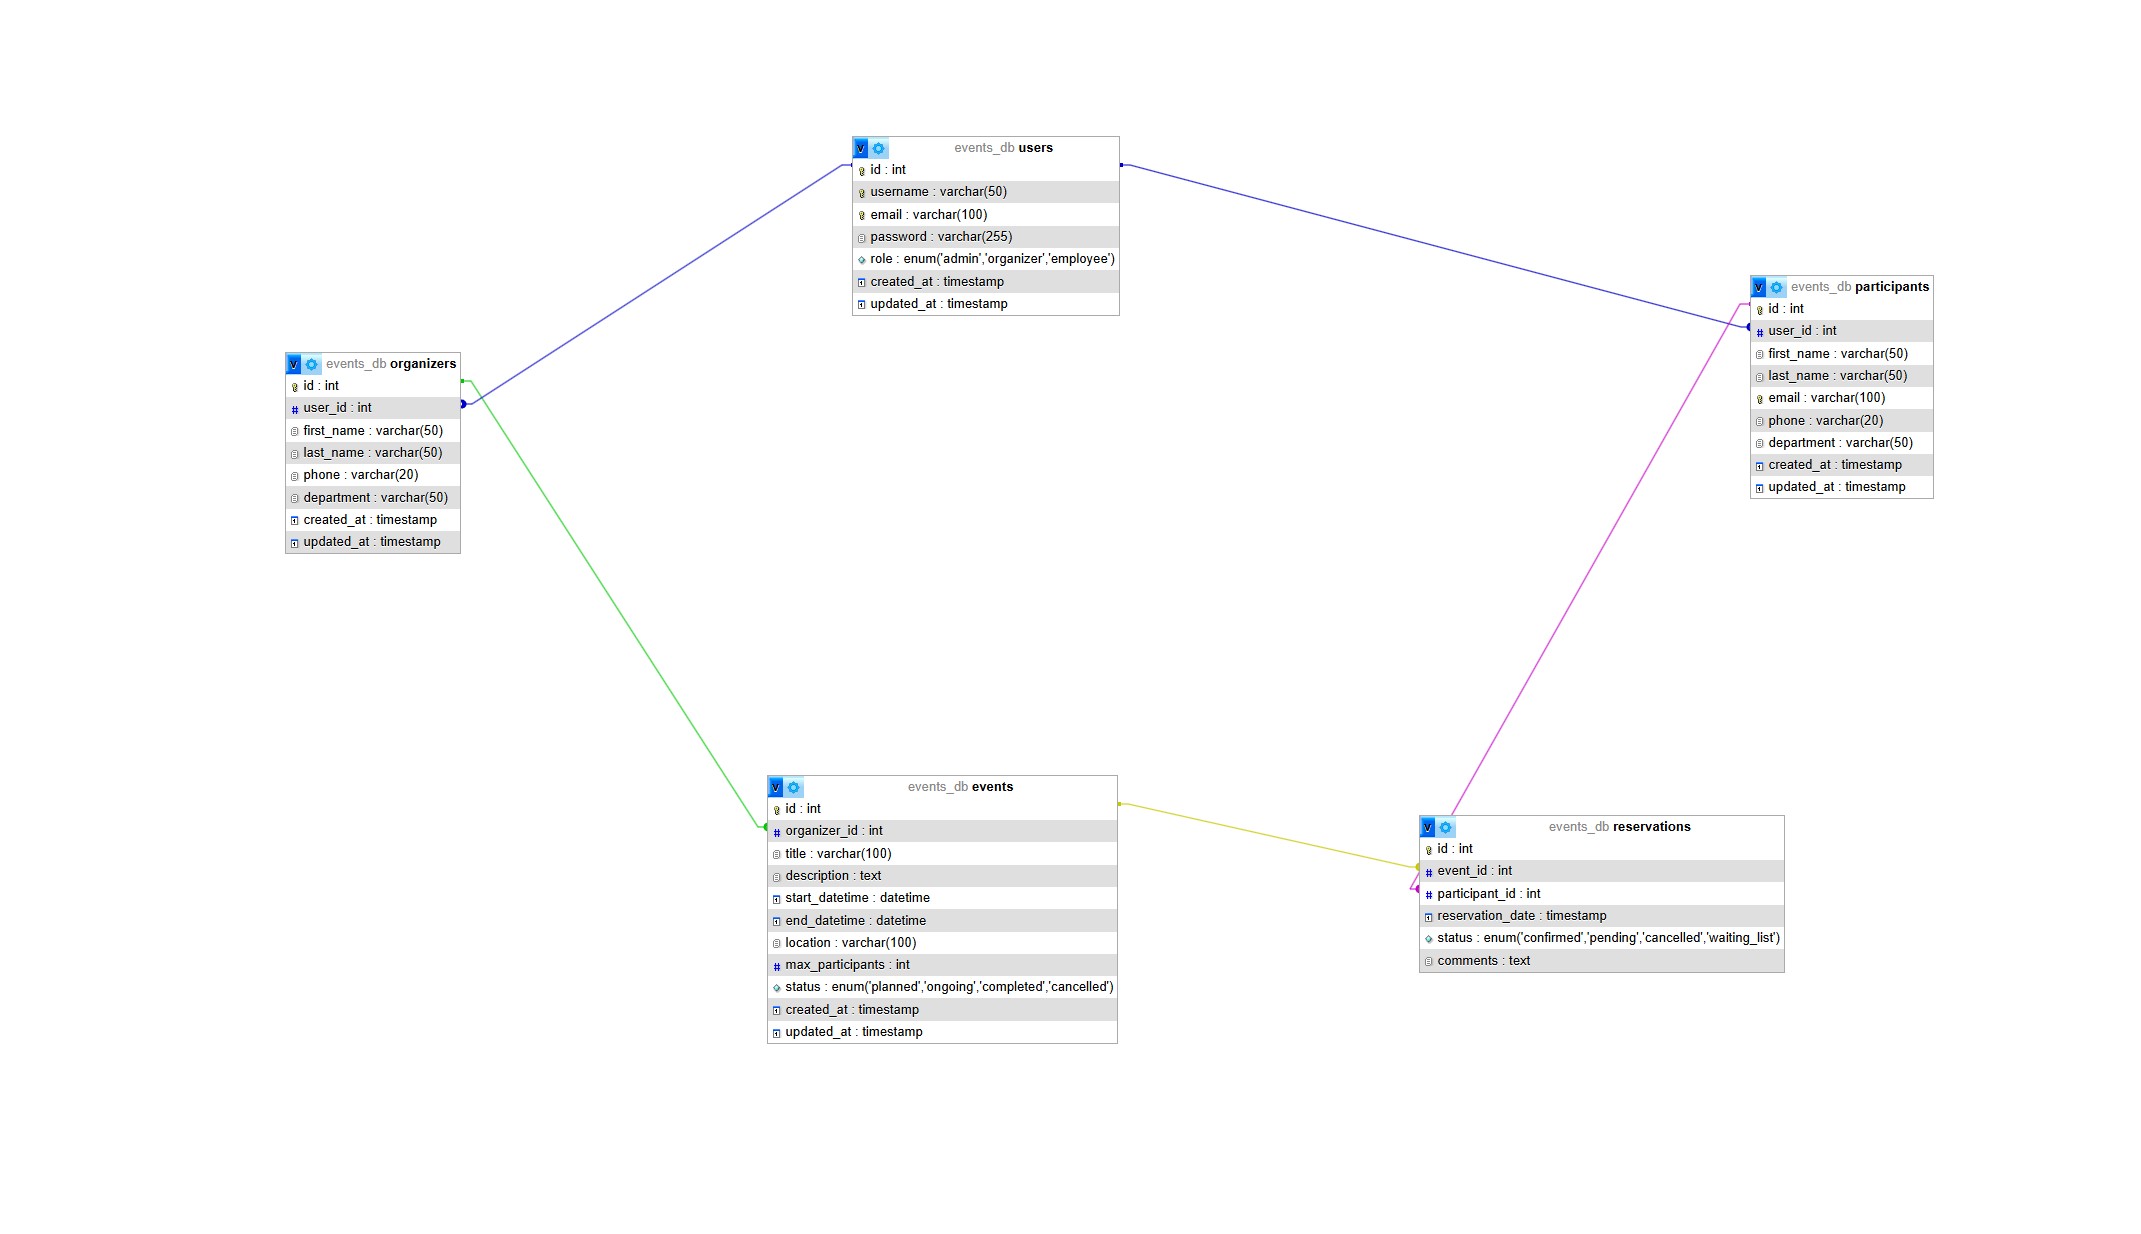 events_db users
id : int
username : varchar(50)
email : varchar(100)
password : varchar(255)
role : enum('admin','organizer','employee')
created_at : timestamp
updated_at : timestamp
events_db participants
id : int
user_id : int
first_name : varchar(50)
last_name : varchar(50)
email : varchar(100)
phone : varchar(20)
department : varchar(50)
created_at : timestamp
updated_at : timestamp
events_db organizers
id : int
user_id : int
first_name : varchar(50)
last_name : varchar(50)
phone : varchar(20)
department : varchar(50)
created_at : timestamp
updated_at : timestamp
events_db events
id : int
organizer_id : int
title : varchar(100)
description : text
start_datetime : datetime
end_datetime : datetime
location : varchar(100)
max_participants : int
status : enum('planned','ongoing','completed','cancelled')
created_at : timestamp
updated_at : timestamp
events_db reservations
id : int
event_id : int
participant_id : int
reservation_date : timestamp
status : enum('confirmed','pending','cancelled','waiting_list')
comments : text